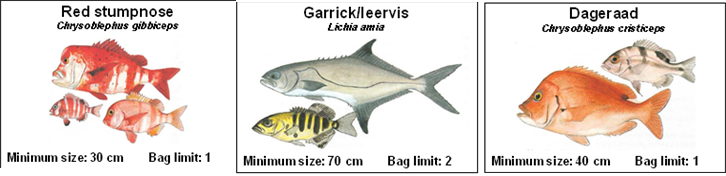 Red stumpnose
Chrysoblephus gibbiceps
Minimum size: 30 cm Bag limit: 1
Garrick/leervis
Lichia amia
Minimum size: 70 cm Bag limit: 2
Dageraad
Chrysoblephus cristiceps
Minimum size: 40 cm Bag limit: 1